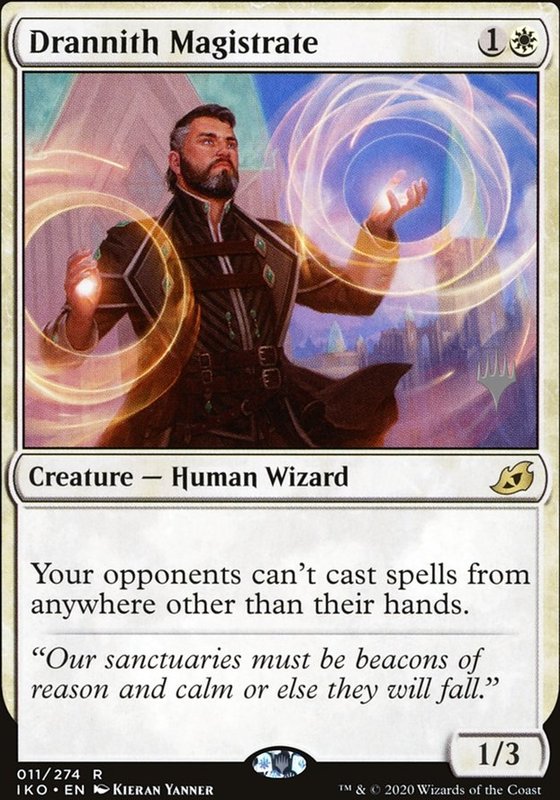 Drannith Magistrate
1
Creature — Human Wizard
Your opponents can't cast spells from
anywhere other than their hands.
“Our sanctuaries must be beacons of
reason and calm or else they will fall.”
1/3
011/274 R
IKO • EN Kieran Yanner
™ & © 2020 Wizards of the Coast